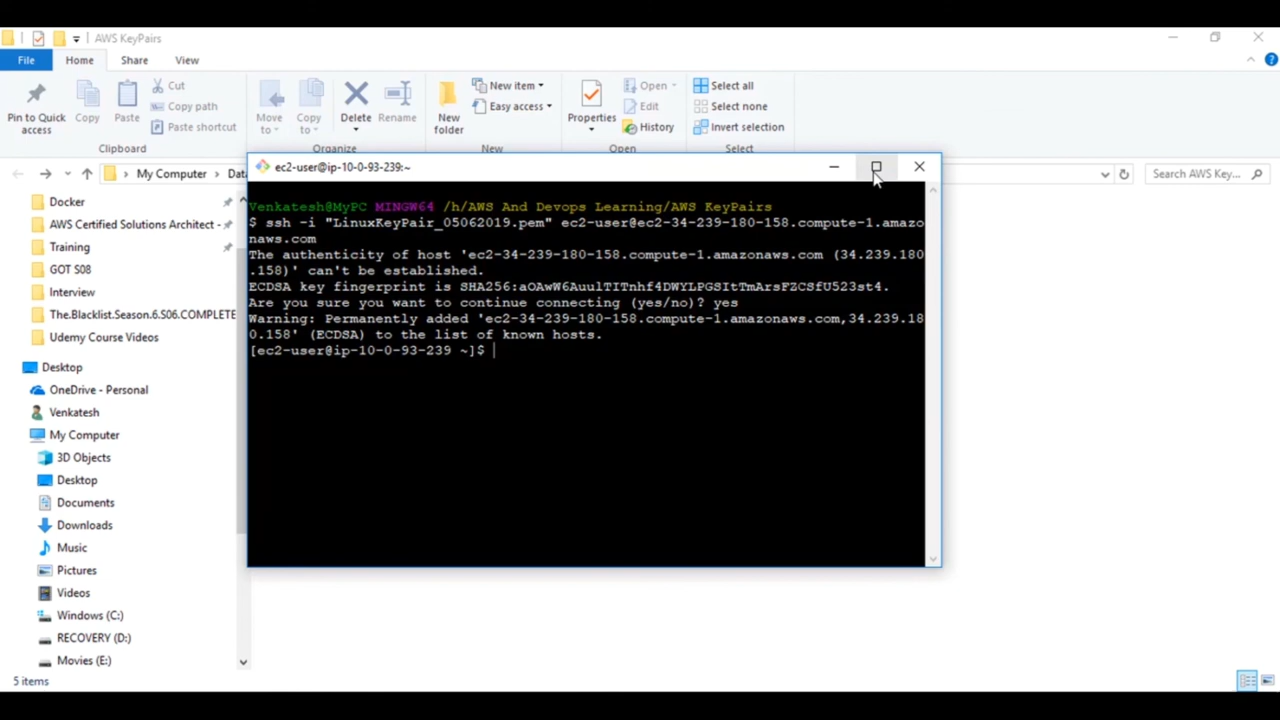 AWS KeyPairs
File Home Share View
Pin to Quick access
Copy
Paste
Cut
Copy path
Paste shortcut
Clipboard
Move to
Copy to
Delete
Rename
Organize
New folder
New item
Easy access
New
Properties
Open
Edit
History
Open
Select all
Select none
Invert selection
Select
My Computer
Search AWS Key...
Docker
AWS Certified Solutions Architect -
Training
GOT S08
Interview
The.Blacklist.Season.6.S06.COMPLETE
Udemy Course Videos
Desktop
OneDrive - Personal
Venkatesh
My Computer
3D Objects
Desktop
Documents
Downloads
Music
Pictures
Videos
Windows (C:)
RECOVERY (D:)
Movies (E:)
5 items
ec2-user@ip-10-0-93-239:~
Venkatesh@MyPC MINGW64 /h/AWS And Devops Learning/AWS KeyPairs
$ ssh -i "LinuxKeyPair_05062019.pem" ec2-user@ec2-34-239-180-158.compute-1.amazo
naws.com
The authenticity of host 'ec2-34-239-180-158.compute-1.amazonaws.com (34.239.180
.158)' can't be established.
ECDSA key fingerprint is SHA256:aOAwW6AuulTITnhf4DWYLPGSItTmArsFZCSfU523st4.
Are you sure you want to continue connecting (yes/no)? yes
Warning: Permanently added 'ec2-34-239-180-158.compute-1.amazonaws.com,34.239.18
0.158' (ECDSA) to the list of known hosts.
[ec2-user@ip-10-0-93-239 ~]$